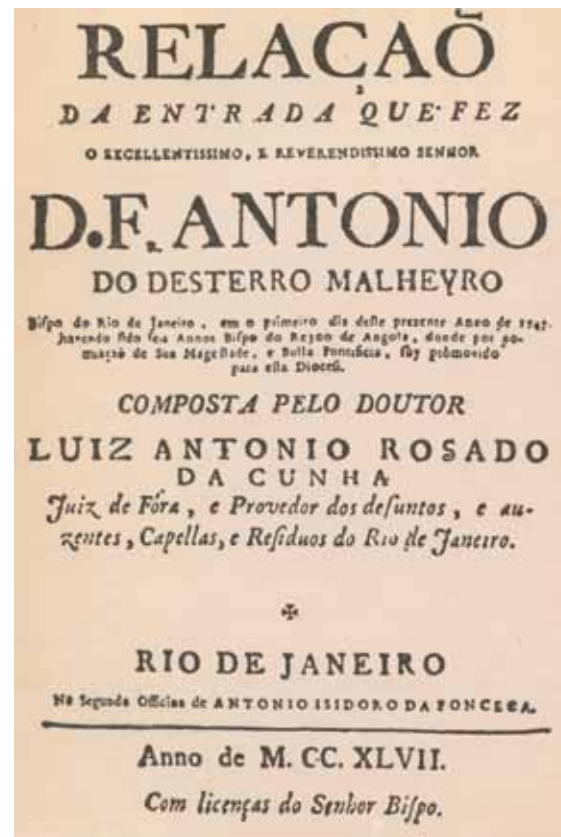 RELAÇAÕ
DA ENTRADA QUE FEZ
O EXCELLENTISSIMO, E REVERENDISSIMO SENHOR
D.F. ANTONIO
DO DESTERRO MALHEYRO
Biſpo do Rio de Janeiro, em o primeiro dia deſte prezente Anno de 1747.
havendo ſido ſeis Annos Biſpo do Reyno de Angola, donde por no-
maçaõ de Sua Mageſtade, e Bulla Pontificia, foy promovido
para eſta Dioceſi.
COMPOSTA PELO DOUTOR
LUIZ ANTONIO ROSADO
DA CUNHA
Juiz de Fóra, e Provedor dos defuntos, e au-
zentes, Capellas, e Reſiduos do Rio de Janeiro.
RIO DE JANEIRO
Na Segunda Officina de ANTONIO ISIDORO DA FONCECA.
Anno de M. CC. XLVII.
Com licenças do Senhor Biſpo.